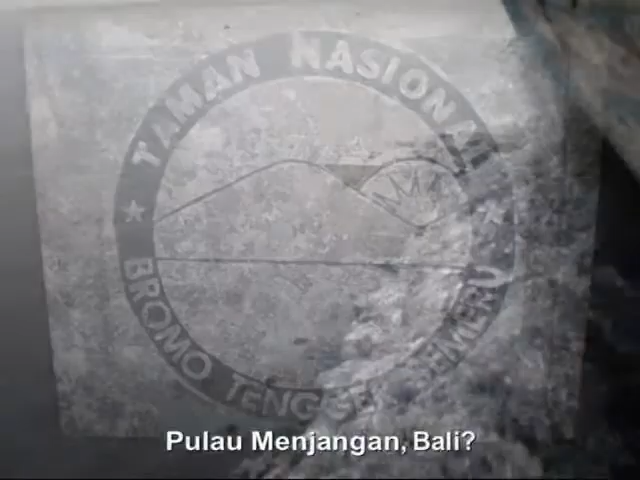 TAMAN NASIONAL
BROMO TENGGER SEMERU
Pulau Menjangan, Bali?